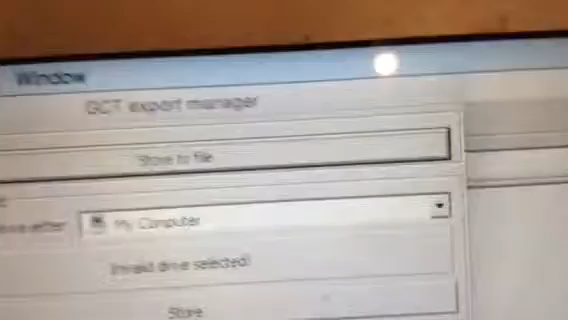 Window
GCT export manager
Store to file
My Computer
Invalid drive selected!
Store